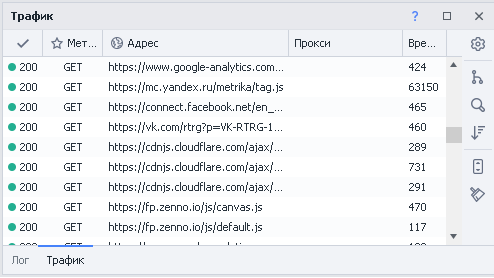 Трафик
Мет... Адрес Прокси Вре...
200 GET https://www.google-analytics.com... 424
200 GET https://mc.yandex.ru/metrika/tag.js 63150
200 GET https://connect.facebook.net/en_... 465
200 GET https://vk.com/rtrg?p=VK-RTRG-1... 460
200 GET https://cdnjs.cloudflare.com/ajax/... 289
200 GET https://cdnjs.cloudflare.com/ajax/... 731
200 GET https://cdnjs.cloudflare.com/ajax/... 291
200 GET https://fp.zenno.io/js/canvas.js 470
200 GET https://fp.zenno.io/js/default.js 117
200 GET
Лог Трафик